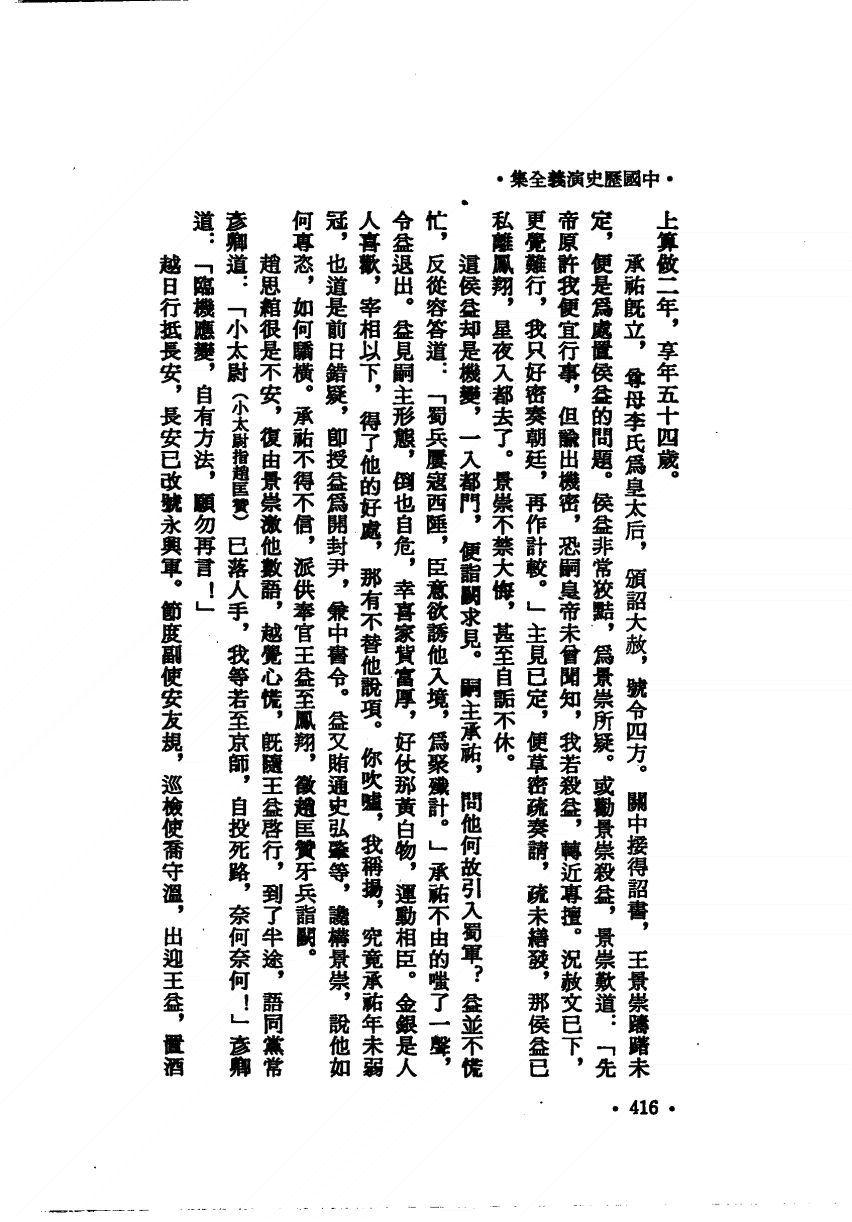 •中國歷史演義全集•
上算做二年，享年五十四歲。
承祐旣立，尊母李氏爲皇太后，頒詔大赦，號令四方。關中接得詔書，王景崇躊躇未
定，便是爲處置侯益的問題。侯益非常狡黠，爲景崇所疑。或勸景崇殺益，景崇歎道：「先
帝原許我便宜行事，但諭出機密，恐嗣皇帝未曾聞知，我若殺益，轉近專擅。況赦文已下，
更覺難行，我只好密奏朝廷，再作計較。」主見已定，便草密疏奏請，疏未繕發，那侯益已
私離鳳翔，星夜入都去了。景崇不禁大悔，甚至自詬不休。
這侯益却是機變，一入都門，便詣闕求見。嗣主承祐，問他何故引入蜀軍？益並不慌
忙，反從容答道：「蜀兵屢寇西陲，臣意欲誘他入境，爲聚殲計。」承祐不由的嗤了一聲，
令益退出。益見嗣主形態，倒也自危，幸喜家貲富厚，好仗那黃白物，運動相臣。金銀是人
人喜歡，宰相以下，得了他的好處，那有不替他說項。你吹噓，我稱揚，究竟承祐年未弱
冠，也道是前日錯疑，卽授益爲開封尹，兼中書令。益又賄通史弘肇等，讒構景崇，說他如
何專恣，如何驕橫。承祐不得不信，派供奉官王益至鳳翔，徵趙匡贊牙兵詣闕。
趙思綰很是不安，復由景崇激他數語，越覺心慌，旣隨王益啓行，到了半途，語同黨常
彥卿道：「小太尉（小太尉指趙匡贊）已落人手，我等若至京師，自投死路，奈何奈何！」彥卿
道：「臨機應變，自有方法，願勿再言！」
越日行抵長安，長安已改號永興軍。節度副使安友規，巡檢使喬守溫，出迎王益，置酒
•416•